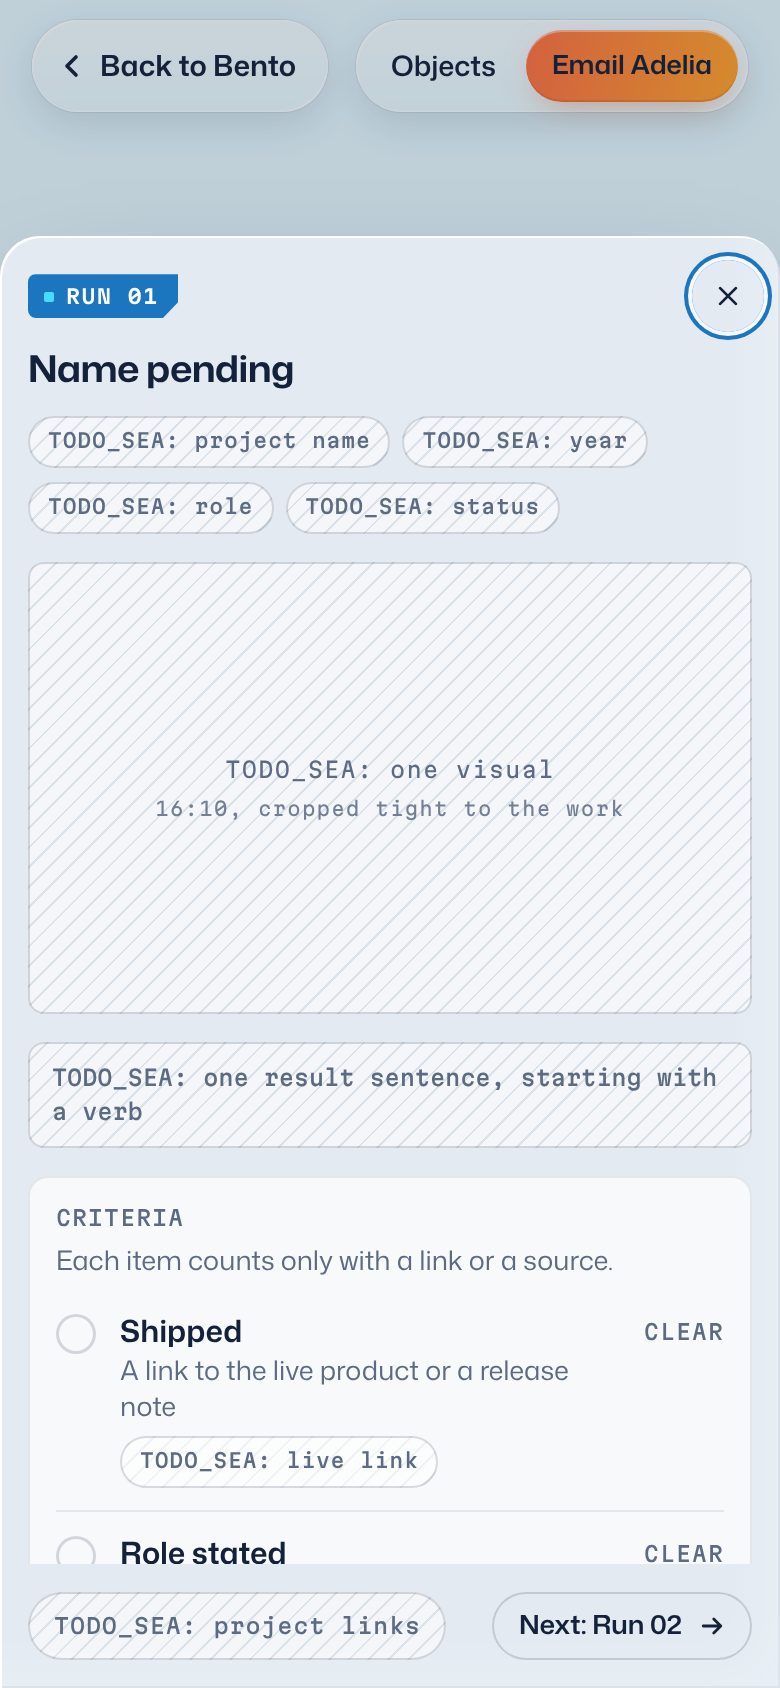 Back to Bento
Objects
Email Adelia
RUN 01
Name pending
TODO_SEA: project name
TODO_SEA: year
TODO_SEA: role
TODO_SEA: status
TODO_SEA: one visual
16:10, cropped tight to the work
TODO_SEA: one result sentence, starting with
a verb
CRITERIA
Each item counts only with a link or a source.
Shipped
CLEAR
A link to the live product or a release
note
TODO_SEA: live link
Role stated
CLEAR
TODO_SEA: project links
Next: Run 02